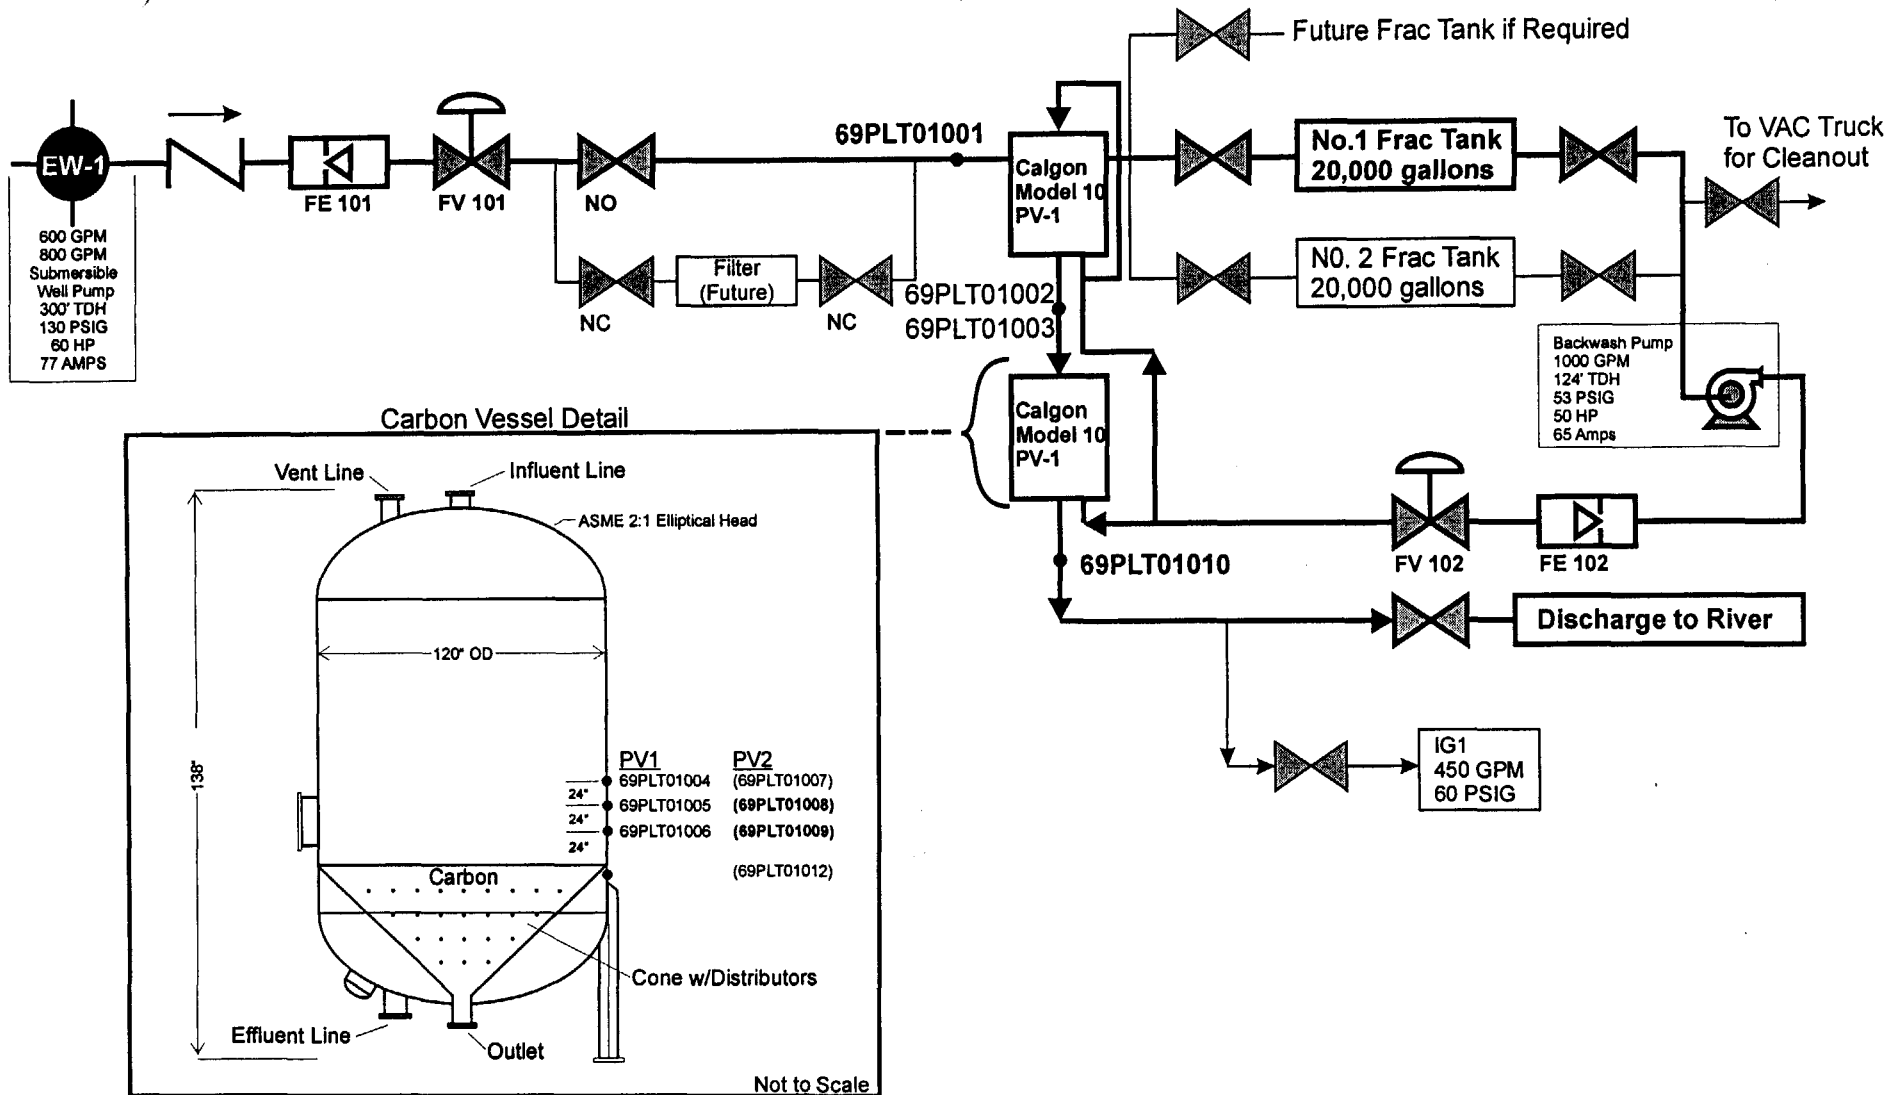 Future Frac Tank if Required
EW-1
FE 101
FV 101
NO
69PLT01001
Calgon
Model 10
PV-1
No.1 Frac Tank
20,000 gallons
To VAC Truck
for Cleanout
600 GPM
800 GPM
Submersible
Well Pump
300' TDH
130 PSIG
60 HP
77 AMPS
NC
Filter
(Future)
NC
69PLT01002
69PLT01003
N0. 2 Frac Tank
20,000 gallons
Backwash Pump
1000 GPM
124' TDH
53 PSIG
50 HP
65 Amps
Calgon
Model 10
PV-1
FV 102
FE 102
69PLT01010
Discharge to River
IG1
450 GPM
60 PSIG
Carbon Vessel Detail
Vent Line
Influent Line
ASME 2:1 Elliptical Head
120" OD
138"
PV1 PV2
69PLT01004 (69PLT01007)
24"
69PLT01005 (69PLT01008)
24"
69PLT01006 (69PLT01009)
24"
(69PLT01012)
Carbon
Cone w/Distributors
Effluent Line
Outlet
Not to Scale